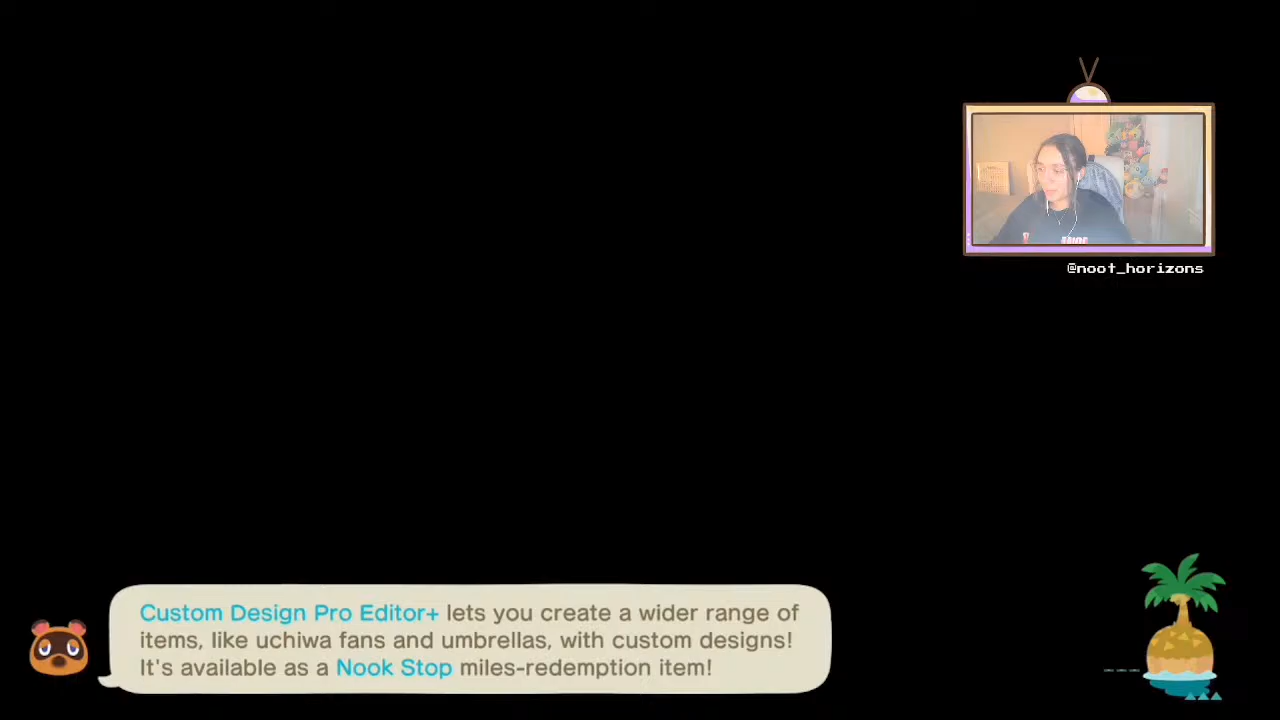 @noot_horizons
Custom Design Pro Editor+ lets you create a wider range of
items, like uchiwa fans and umbrellas, with custom designs!
It's available as a Nook Stop miles-redemption item!